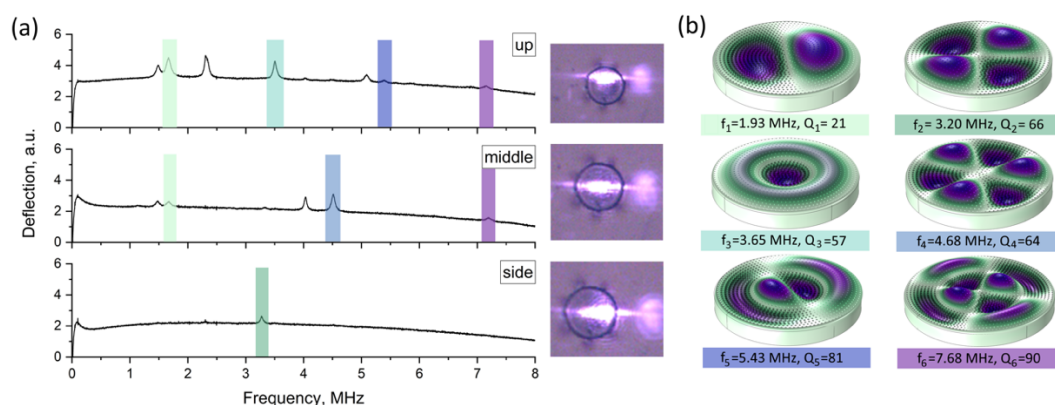 (a)
6
4
2
0
up
6
4
2
0
middle
6
4
2
0
side
Deflection, a.u.
0 1 2 3 4 5 6 7 8
Frequency, MHz
(b)
f₁=1.93 MHz, Q₁= 21
f₂= 3.20 MHz, Q₂= 66
f₃=3.65 MHz, Q₃=57
f₄=4.68 MHz, Q₄=64
f₅=5.43 MHz, Q₅=81
f₆=7.68 MHz, Q₆=90